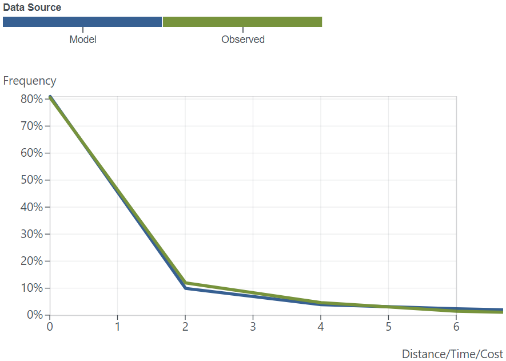 Data Source
Model Observed
Frequency
80%
70%
60%
50%
40%
30%
20%
10%
0%
0 1 2 3 4 5 6
Distance/Time/Cost